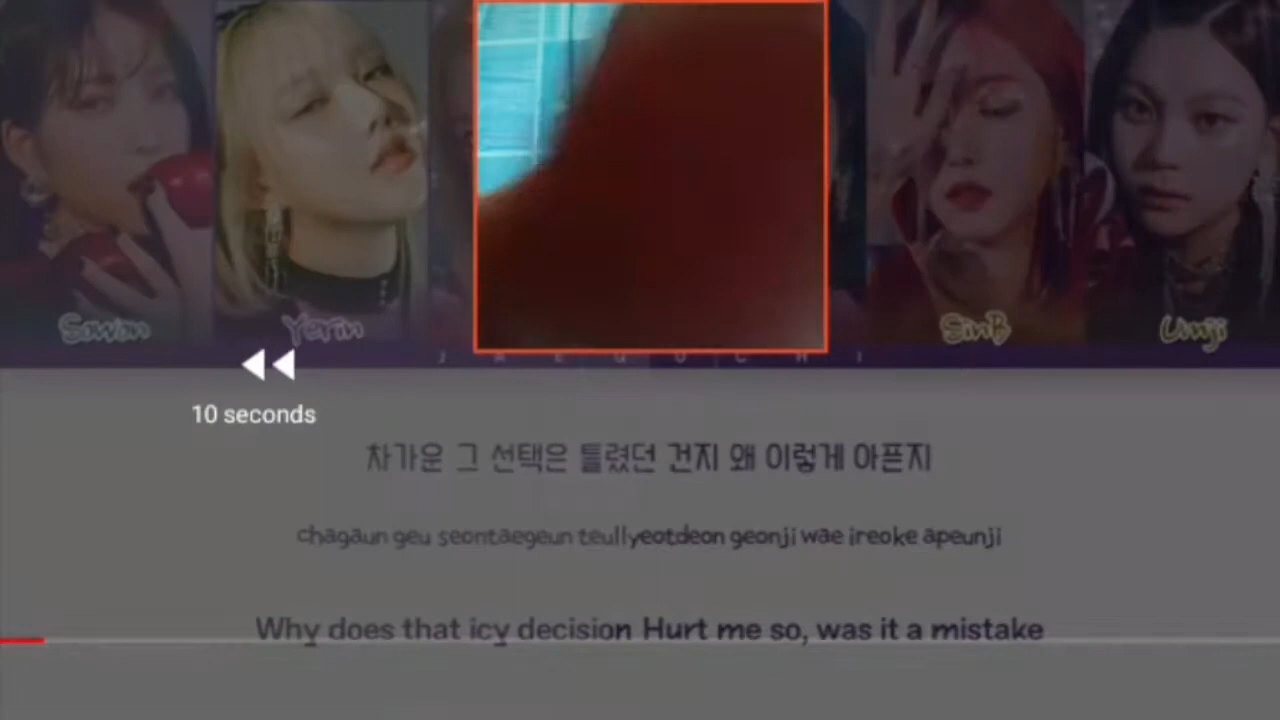 Sowon
Yerin
SinB
Umji
J A E G U C H I
10 seconds
차가운 그 선택은 틀렸던 건지 왜 이렇게 아픈지
chagaun geu seontaegeun teullyeotdeon geonji wae ireoke apeunji
Why does that icy decision Hurt me so, was it a mistake